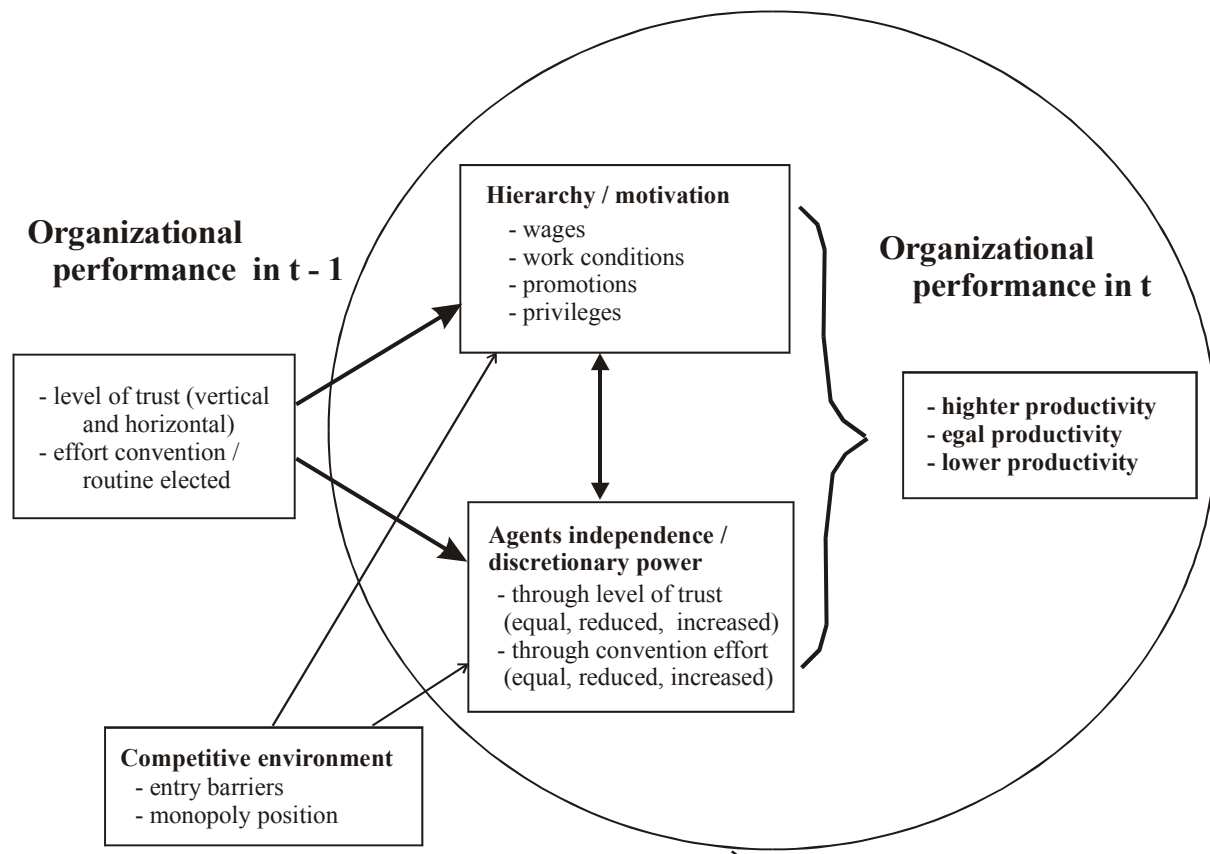 Organizational
performance in t - 1
- level of trust (vertical
and horizontal)
- effort convention /
routine elected
Hierarchy / motivation
- wages
- work conditions
- promotions
- privileges
Agents independence /
discretionary power
- through level of trust
(equal, reduced, increased)
- through convention effort
(equal, reduced, increased)
Competitive environment
- entry barriers
- monopoly position
Organizational
performance in t
- highter productivity
- egal productivity
- lower productivity